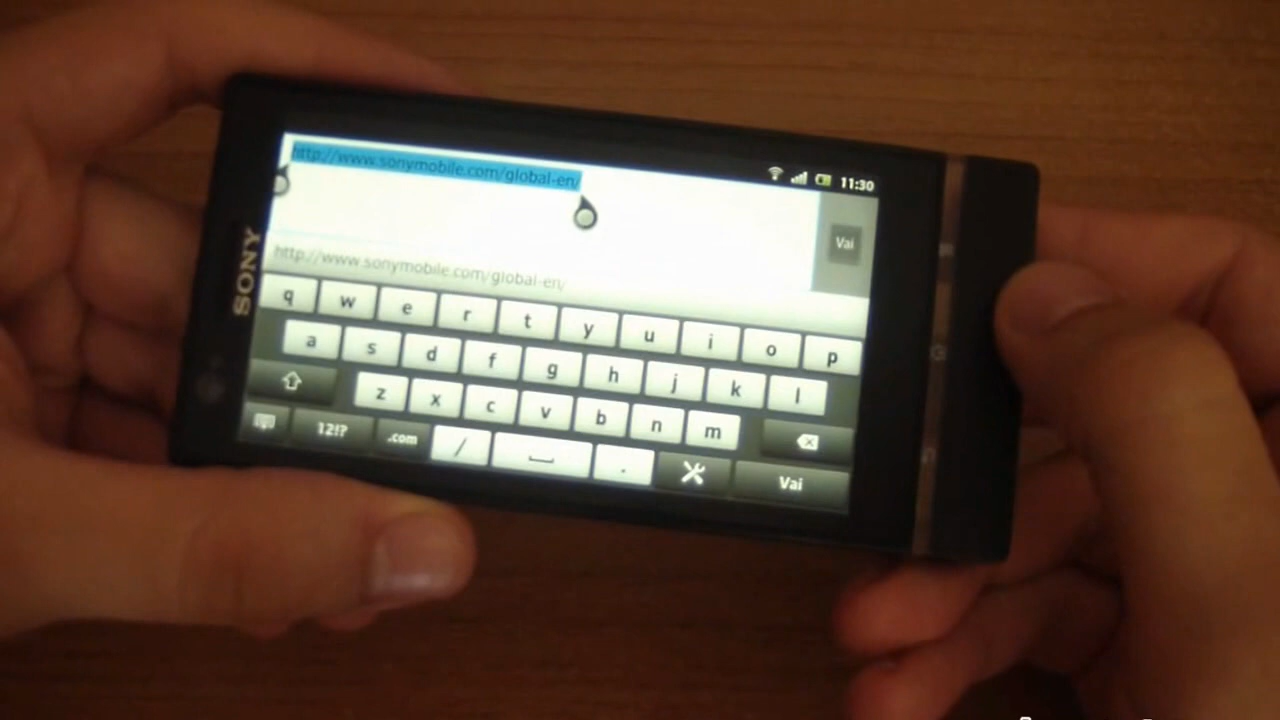 http://www.sonymobile.com/global-en/
11:30
Vai
http://www.sonymobile.com/global-en/
SONY
q w e r t y u i o p
a s d f g h j k l
z x c v b n m
12!? .com / . Vai